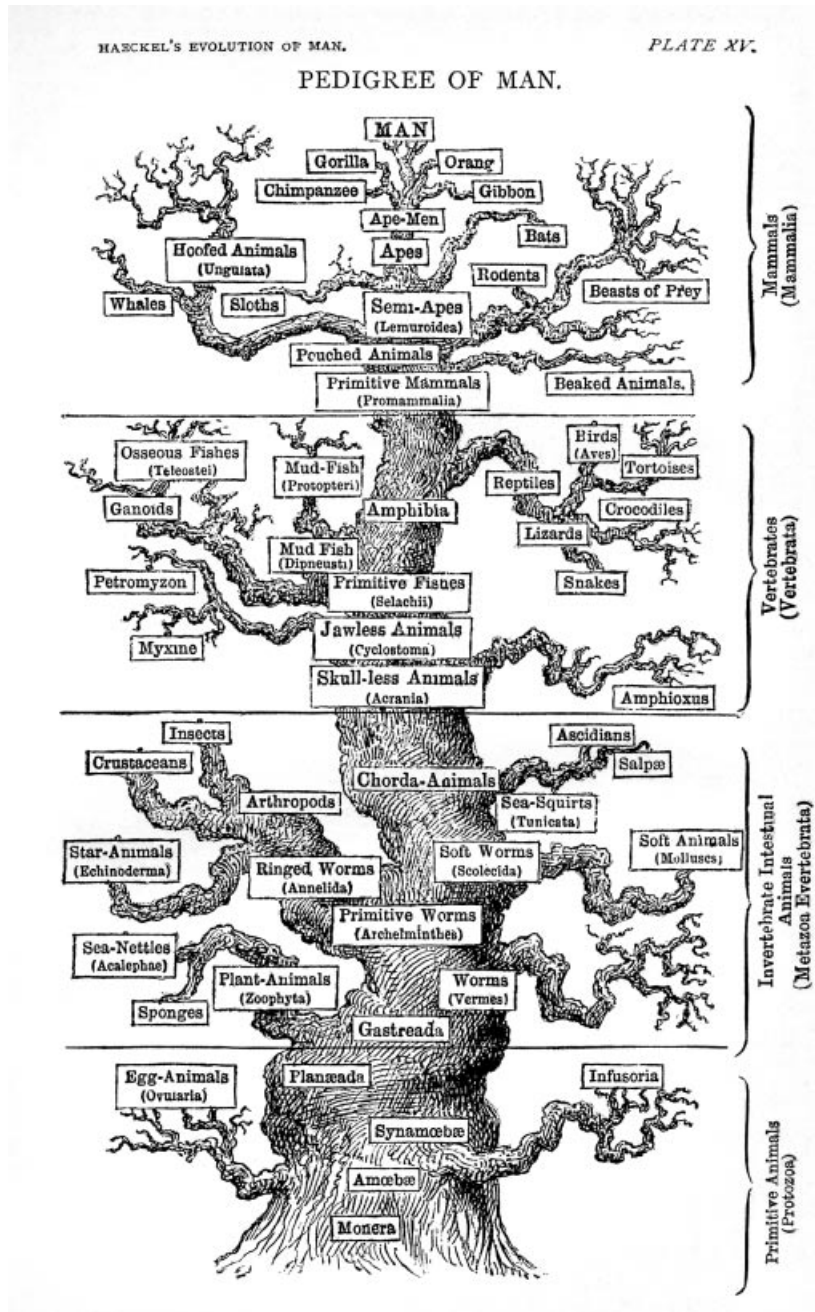 HAECKEL'S EVOLUTION OF MAN.
PLATE XV.
PEDIGREE OF MAN.
MAN
Gorilla
Orang
Chimpanzee
Gibbon
Ape-Men
Bats
Hoofed Animals
(Ungulata)
Apes
Rodents
Whales
Sloths
Semi-Apes
(Lemuroidea)
Beasts of Prey
Pouched Animals
Primitive Mammals
(Promammalia)
Beaked Animals.
Mammals
(Mammalia)
Osseous Fishes
(Teleostei)
Mud-Fish
(Protopteri)
Birds
(Aves)
Tortoises
Reptiles
Ganoids
Amphibia
Crocodiles
Lizards
Mud Fish
(Dipneusti)
Petromyzon
Primitive Fishes
(Selachii)
Snakes
Jawless Animals
(Cyclostoma)
Myxine
Skull-less Animals
(Acrania)
Amphioxus
Vertebrates
(Vertebrata)
Insects
Ascidians
Crustaceans
Salpæ
Chorda-Animals
Arthropods
Sea-Squirts
(Tunicata)
Star-Animals
(Echinoderma)
Ringed Worms
(Annelida)
Soft Worms
(Scolecida)
Soft Animals
(Molluscs)
Primitive Worms
(Archelminthes)
Sea-Nettles
(Acalephae)
Plant-Animals
(Zoophyta)
Worms
(Vermes)
Sponges
Gastreada
Invertebrate Intestinal
Animals
(Metazoa Evertebrata)
Egg-Animals
(Ovularia)
Planæada
Infusoria
Synamœbæ
Amœbæ
Monera
Primitive Animals
(Protozoa)